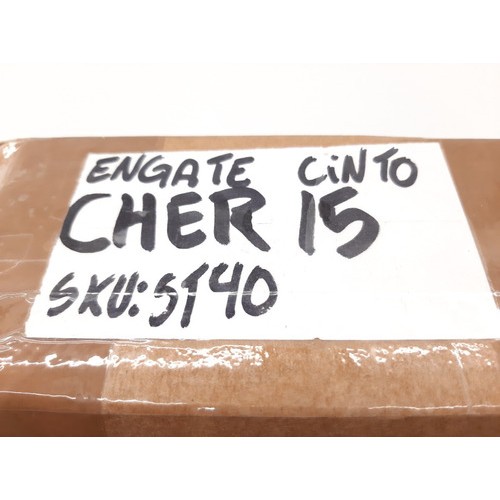 ENGATE CiNTO
CHER 15
SKU:5140